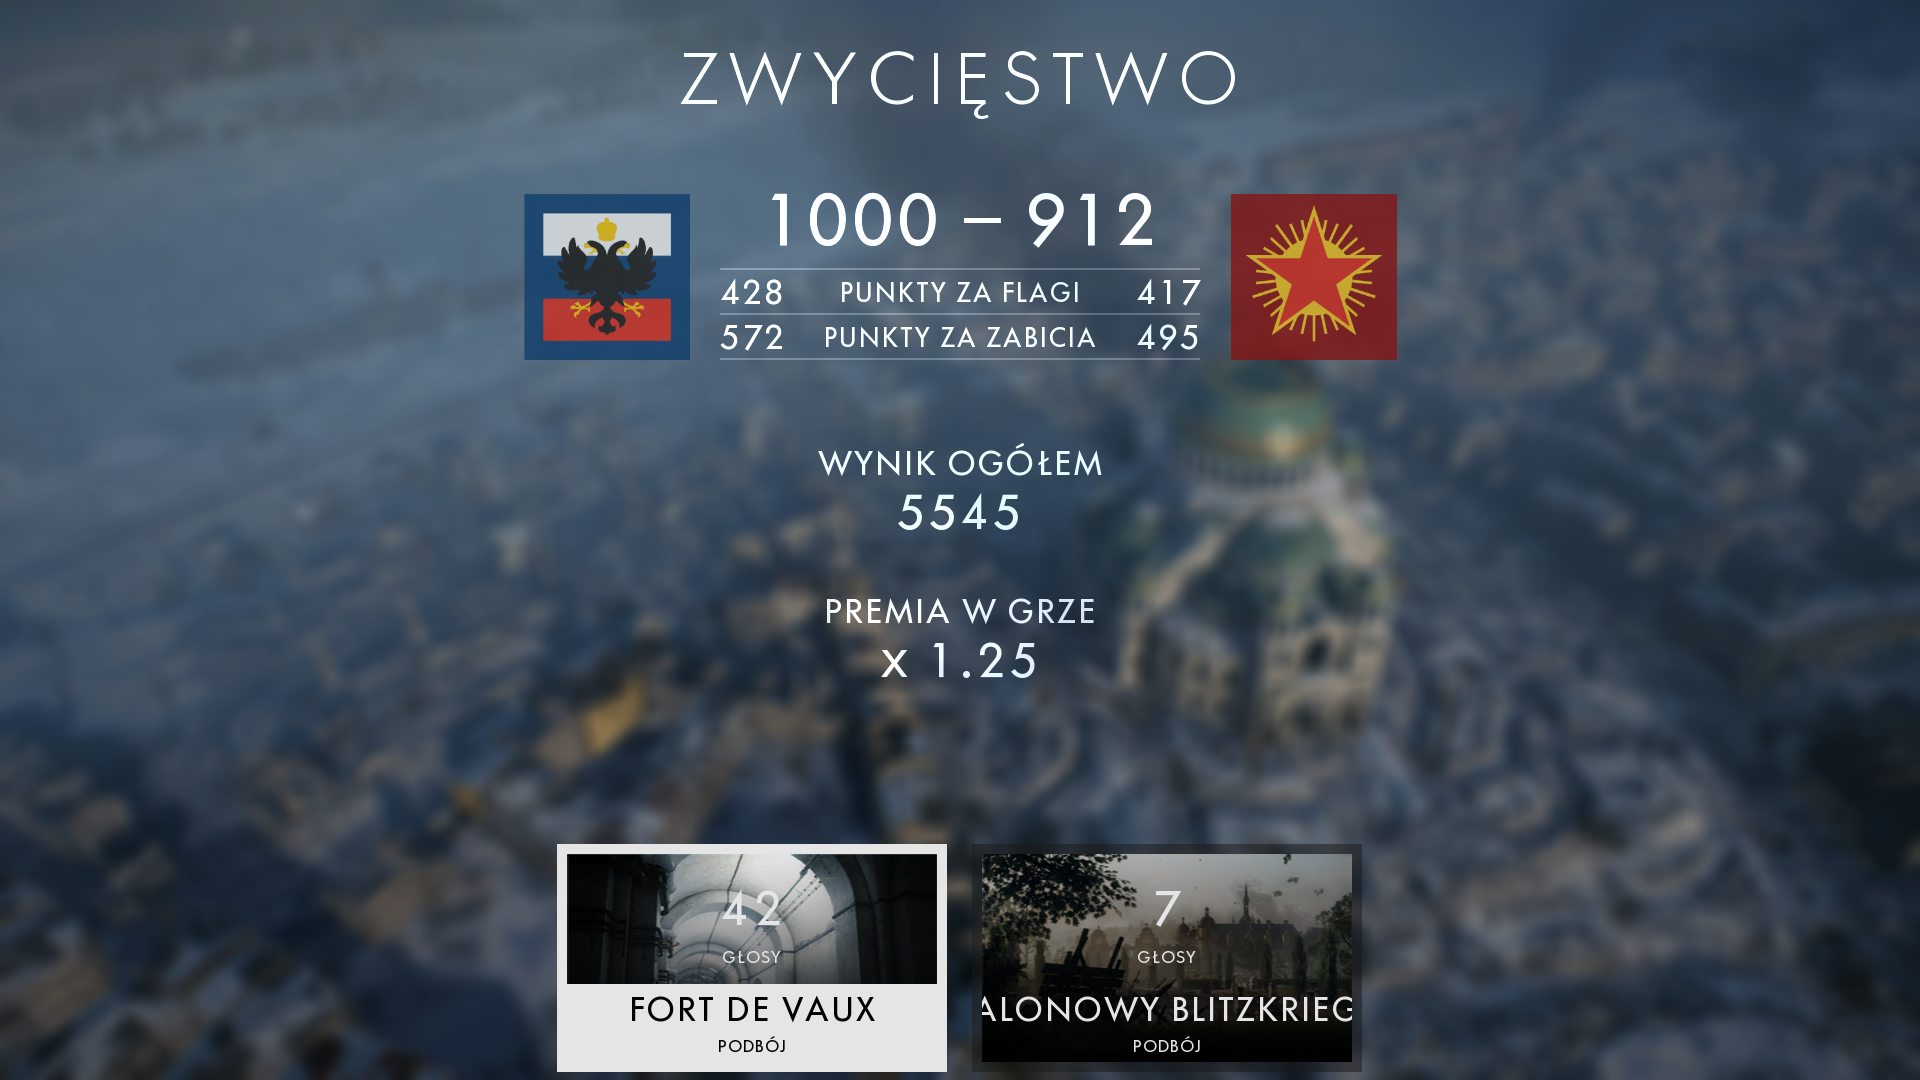 ZWYCIĘSTWO
1000 – 912
428 PUNKTY ZA FLAGI 417
572 PUNKTY ZA ZABICIA 495
WYNIK OGÓŁEM
5545
PREMIA W GRZE
x 1.25
42
GŁOSY
FORT DE VAUX
PODBÓJ
7
GŁOSY
ALONOWY BLITZKRIEG
PODBÓJ